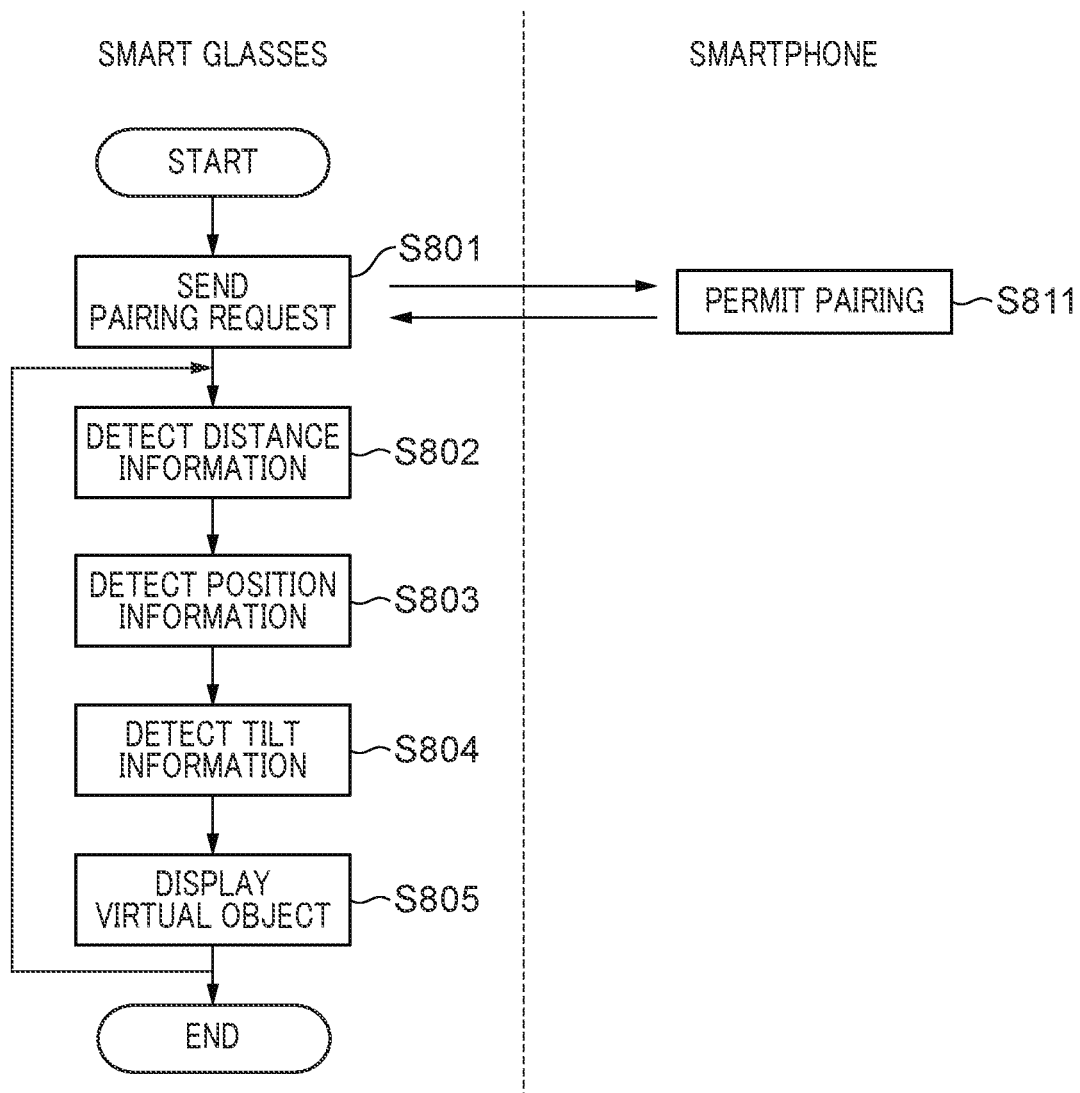 SMART GLASSES
SMARTPHONE
START
S801
SEND
PAIRING REQUEST
PERMIT PAIRING
S811
DETECT DISTANCE
INFORMATION
S802
DETECT POSITION
INFORMATION
S803
DETECT TILT
INFORMATION
S804
DISPLAY
VIRTUAL OBJECT
S805
END